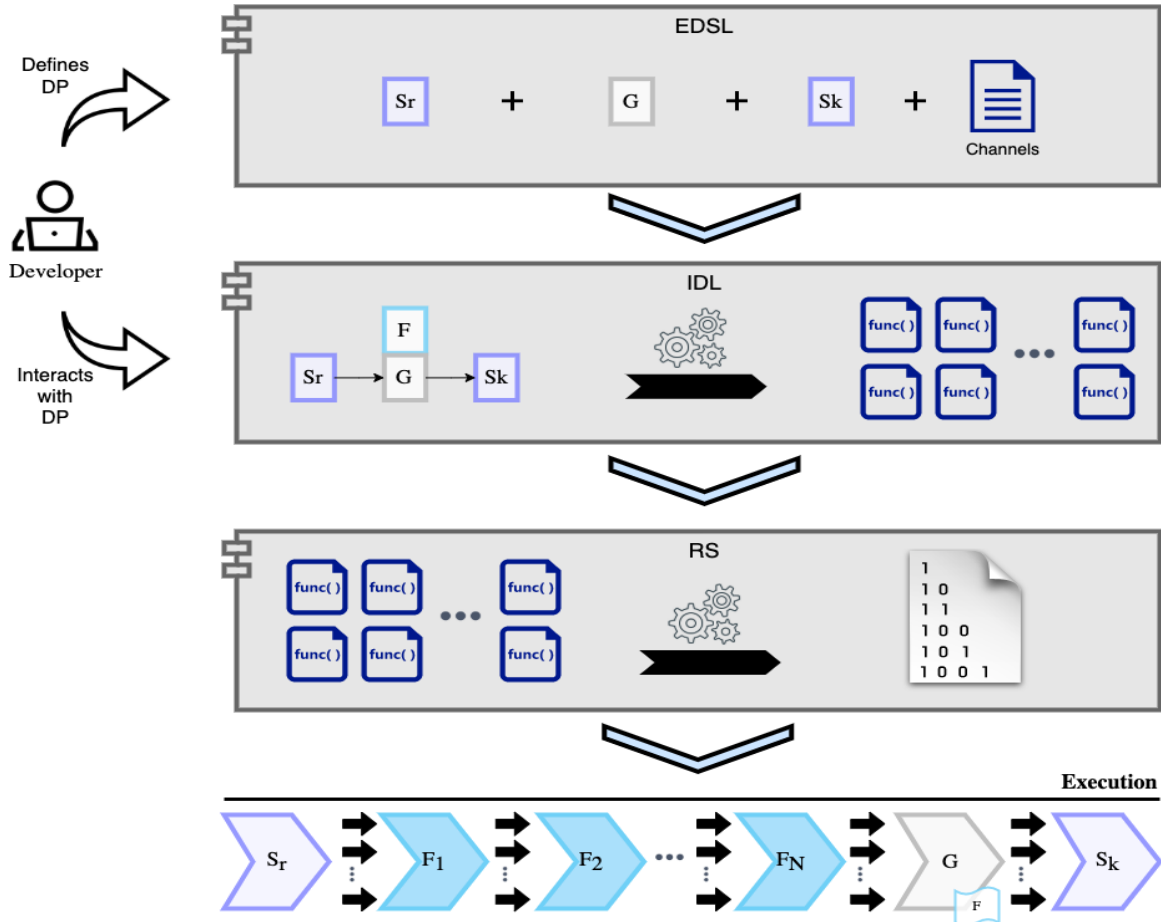 EDSL
Defines
DP
Sr + G + Sk +
Channels
Developer
IDL
F
Sr G Sk
func( ) func( ) ... func( )
func( ) func( ) func( )
Interacts
with
DP
RS
func( ) func( ) ... func( )
func( ) func( ) func( )
1
1 0
1 1
1 0 0
1 0 1
1 0 0 1
Execution
Sr F1 F2 ... FN G Sk
F